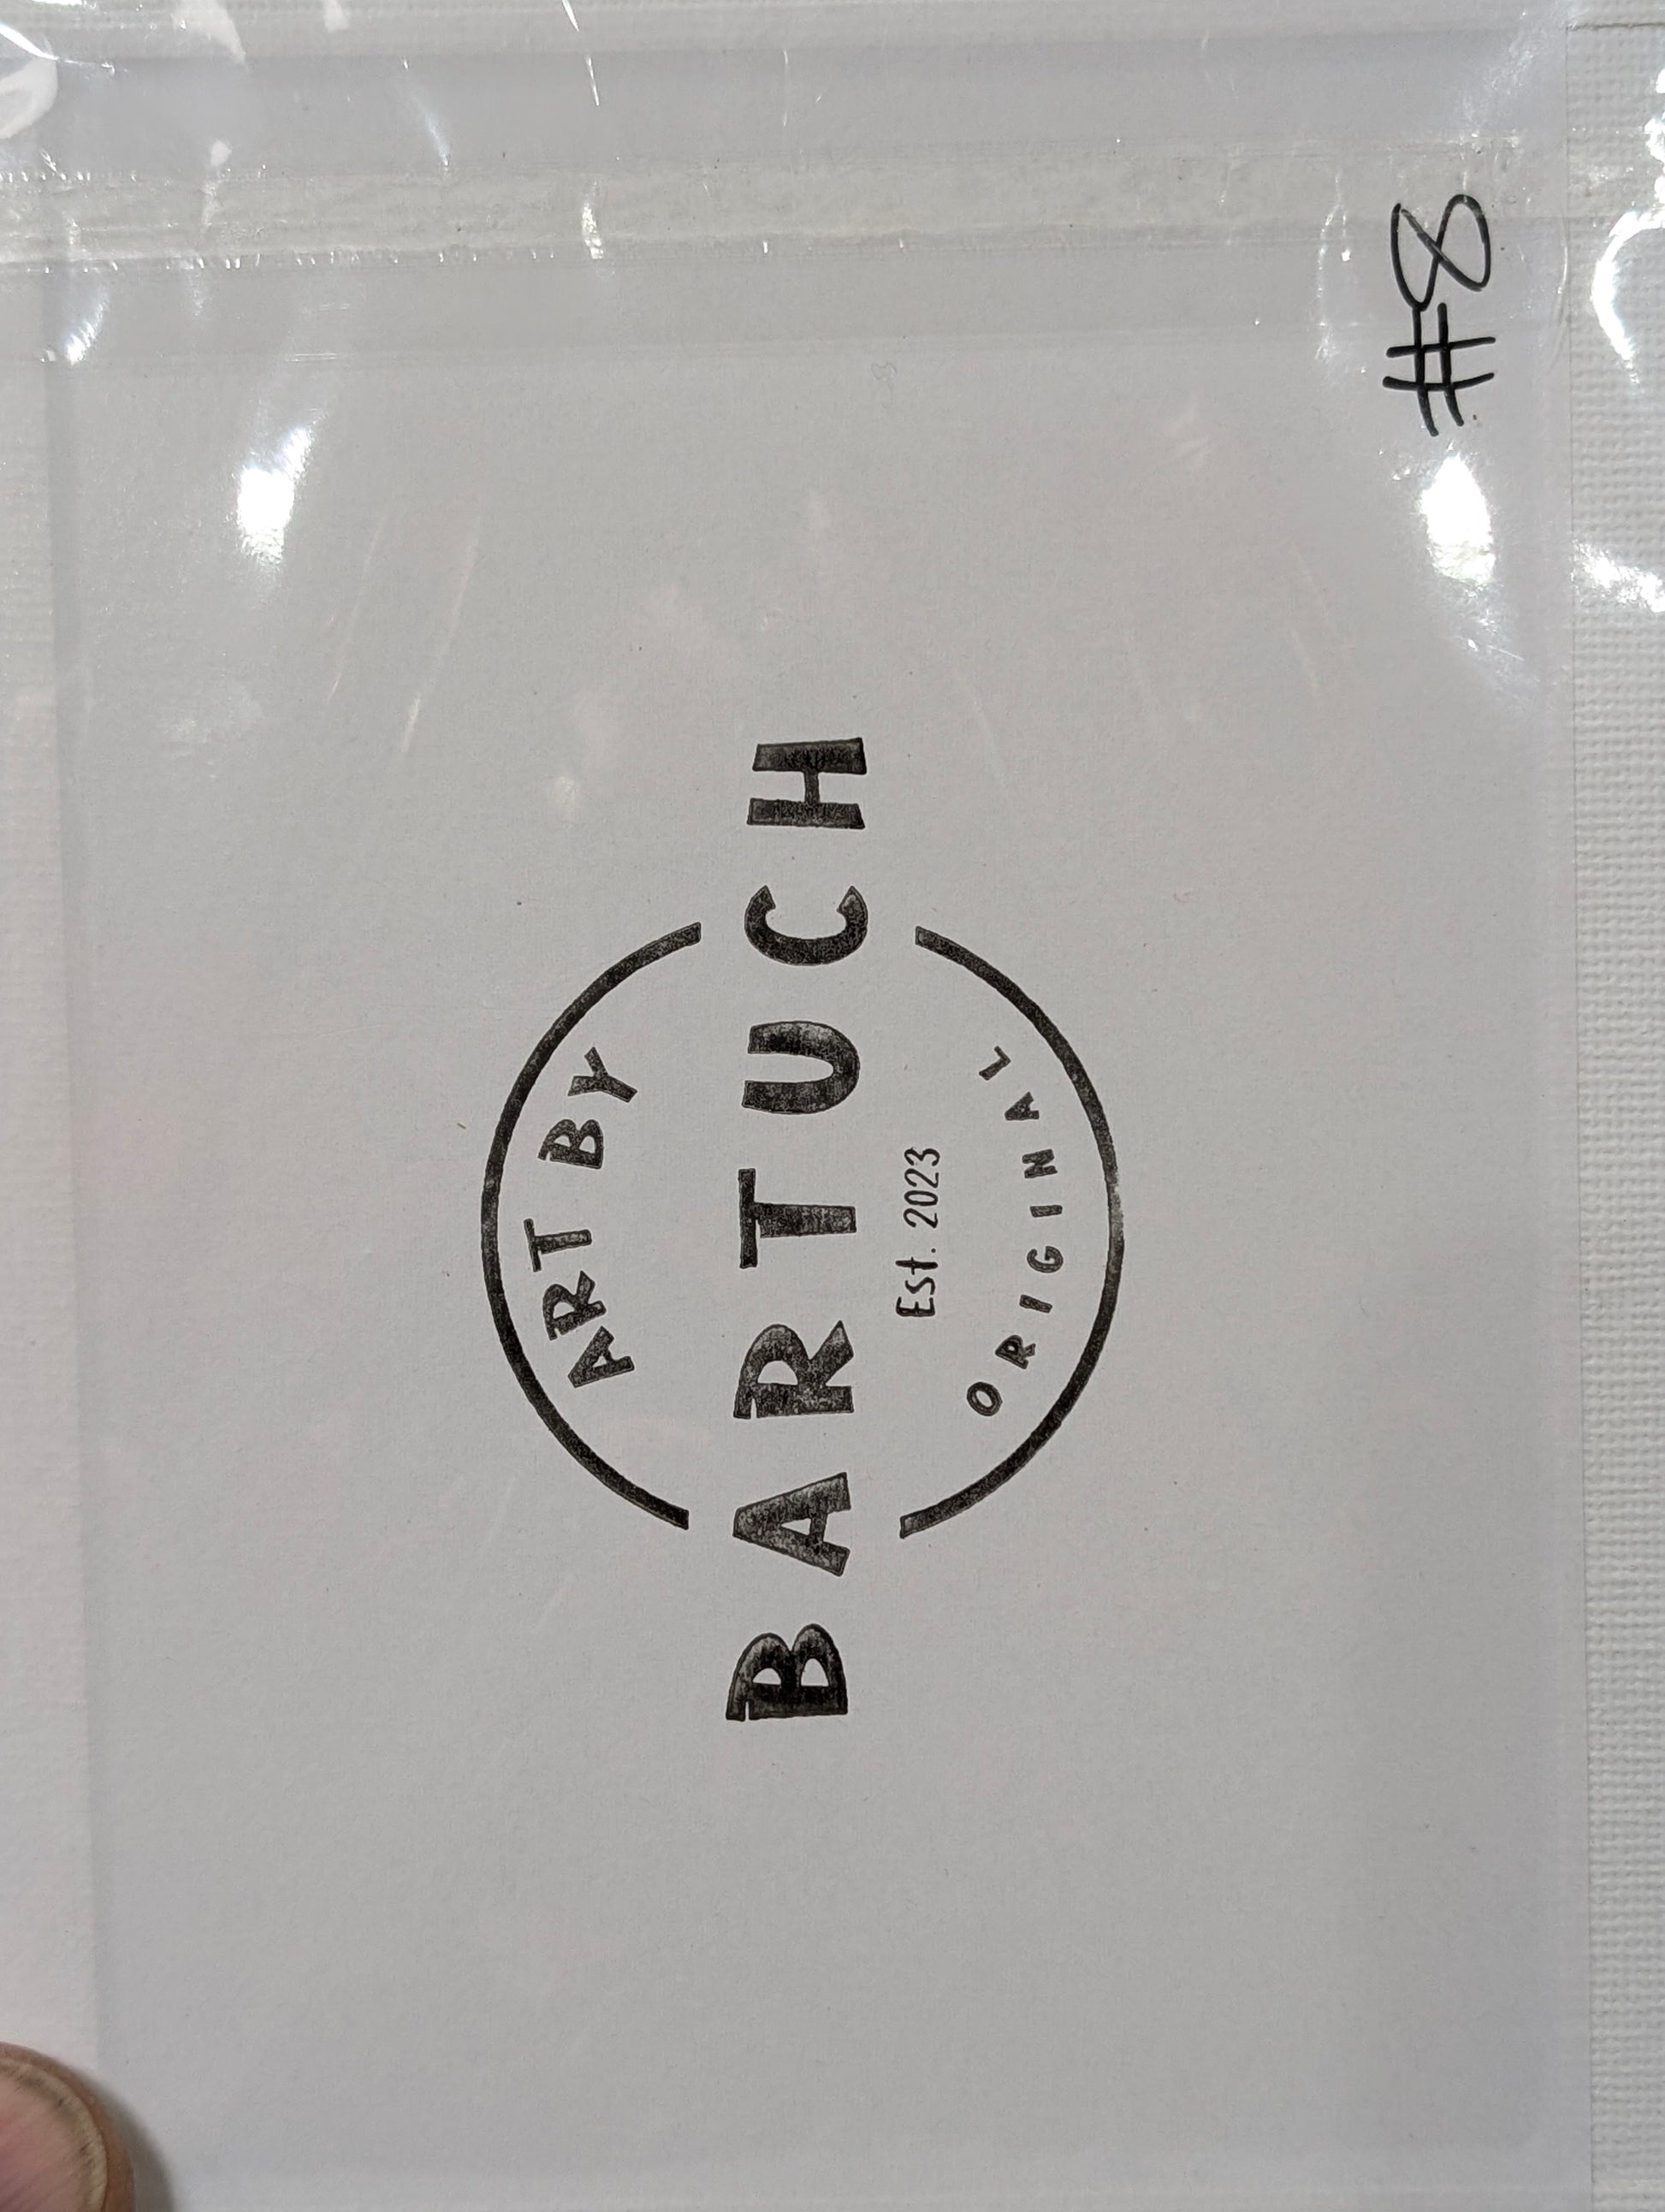 ART BY
BARTUCH
Est. 2023
ORIGINAL
#8